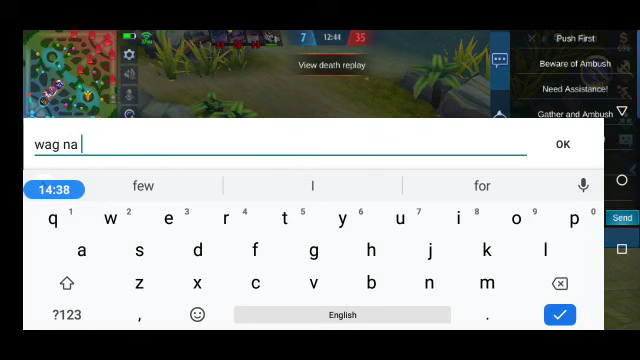 7 12:44 35
View death replay
Push First
Beware of Ambush
Need Assistance!
Gather and Ambush
wag na
OK
14:38
few I for
q 1 w 2 e 3 r 4 t 5 y 6 u 7 i 8 o 9 p 0
Send
a s d f g h j k l
z x c v b n m
?123 , English .